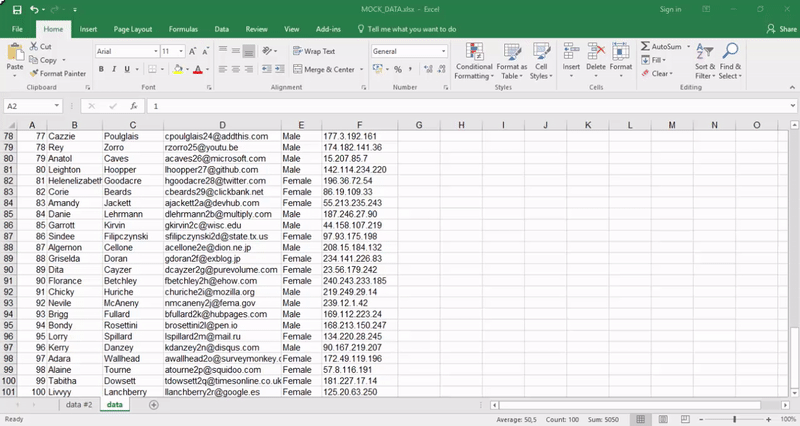 MOCK_DATA.xlsx - Excel
Sign in
File Home Insert Page Layout Formulas Data Review View Add-ins Tell me what you want to do Share
Paste Cut Copy Format Painter
Arial 11 Wrap Text Merge & Center General
B I U
Conditional Formatting Format as Table Cell Styles Insert Delete Format AutoSum Fill Clear Sort & Filter Find & Select
Clipboard Font Alignment Number Styles Cells Editing
A2 fx 1
A B C D E F G H I J K L M N O
78 77 Cazzie Poulglais cpoulglais24@addthis.com Male 177.3.192.161
79 78 Rey Zorro rzorro25@youtu.be Male 174.182.141.36
80 79 Anatol Caves acaves26@microsoft.com Male 15.207.85.7
81 80 Leighton Hoopper lhoopper27@github.com Male 142.114.234.220
82 81 Helenelizabeth Goodacre hgoodacre28@twitter.com Female 196.36.72.54
83 82 Corie Beards cbeards29@clickbank.net Female 86.19.109.33
84 83 Amandy Jackett ajackett2a@devhub.com Female 55.213.235.243
85 84 Danie Lehrmann dlehrmann2b@multiply.com Male 187.246.27.90
86 85 Garrott Kirvin gkirvin2c@wisc.edu Male 44.158.107.219
87 86 Sindee Filipczynski sfilipczynski2d@state.tx.us Female 97.93.175.198
88 87 Algernon Cellone acellone2e@dion.ne.jp Male 208.15.184.132
89 88 Griselda Doran gdoran2f@exblog.jp Female 234.141.226.83
90 89 Dita Cayzer dcayzer2g@purevolume.com Female 23.56.179.242
91 90 Florance Betchley fbetchley2h@ehow.com Female 240.243.233.185
92 91 Chicky Huriche churiche2i@mozilla.org Male 219.249.29.14
93 92 Nevile McAneny nmcaneny2j@fema.gov Male 239.12.1.42
94 93 Brigg Fullard bfullard2k@hubpages.com Male 169.112.223.24
95 94 Bondy Rosettini brosettini2l@pen.io Male 168.213.150.247
96 95 Lorry Spillard lspillard2m@mail.ru Female 134.220.28.245
97 96 Kerry Danzey kdanzey2n@disqus.com Male 90.167.219.207
98 97 Adara Wallhead awallhead2o@surveymonkey.c Female 172.49.119.196
99 98 Alaine Tourne atourne2p@squidoo.com Female 57.8.116.191
100 99 Tabitha Dowsett tdowsett2q@timesonline.co.uk Female 181.227.17.14
101 100 Livvyy Lanchberry llanchberry2r@google.es Female 125.20.63.250
data #2 data
Ready Average: 50,5 Count: 100 Sum: 5050 100%